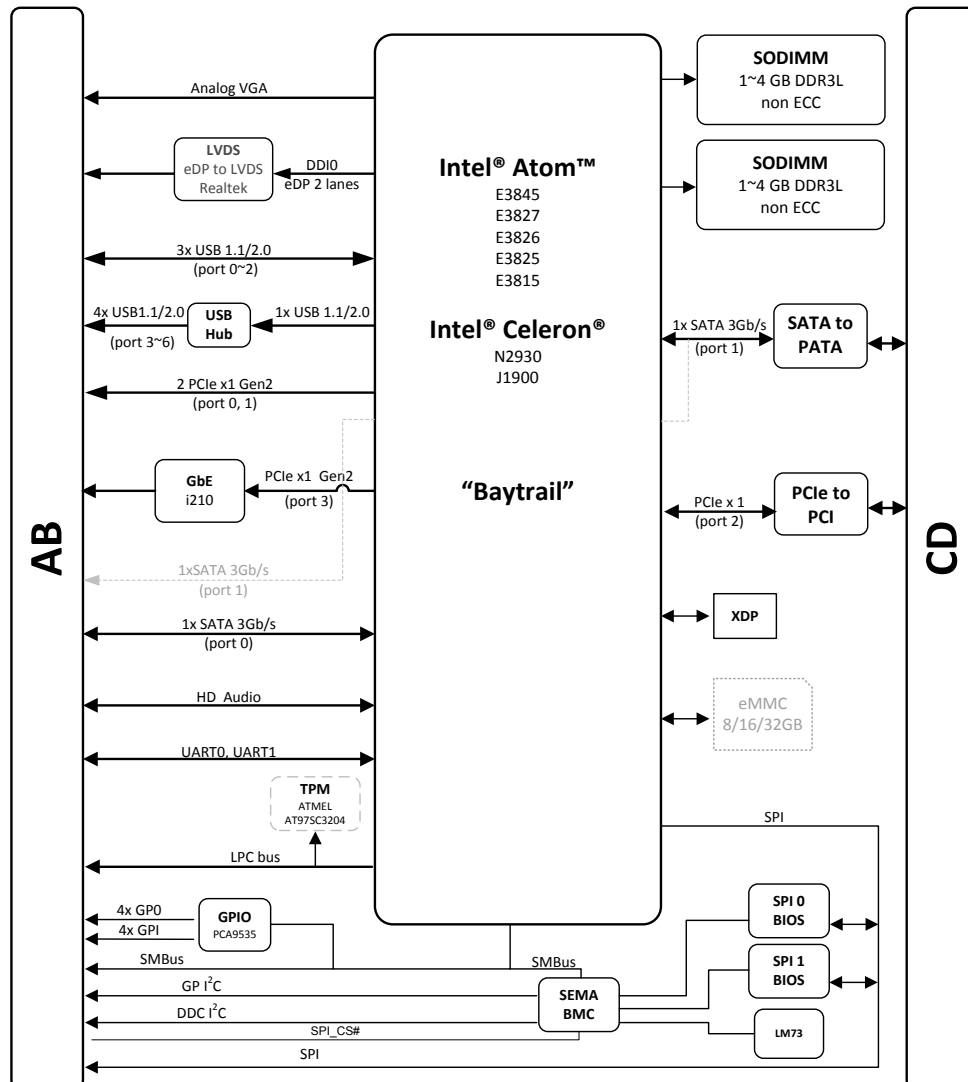 AB
Analog VGA
LVDS
eDP to LVDS
Realtek
DDI0
eDP 2 lanes
3x USB 1.1/2.0
(port 0~2)
4x USB1.1/2.0
(port 3~6)
USB
Hub
1x USB 1.1/2.0
2 PCIe x1 Gen2
(port 0, 1)
GbE
i210
PCIe x1 Gen2
(port 3)
1xSATA 3Gb/s
(port 1)
1x SATA 3Gb/s
(port 0)
HD Audio
UART0, UART1
TPM
ATMEL
AT97SC3204
LPC bus
4x GP0
4x GPI
GPIO
PCA9535
SMBus
GP I²C
DDC I²C
SPI_CS#
SPI
Intel® Atom™
E3845
E3827
E3826
E3825
E3815
Intel® Celeron®
N2930
J1900
“Baytrail”
SMBus
SEMA
BMC
SODIMM
1~4 GB DDR3L
non ECC
SODIMM
1~4 GB DDR3L
non ECC
1x SATA 3Gb/s
(port 1)
SATA to
PATA
PCIe x 1
(port 2)
PCIe to
PCI
XDP
eMMC
8/16/32GB
SPI
SPI 0
BIOS
SPI 1
BIOS
LM73
CD